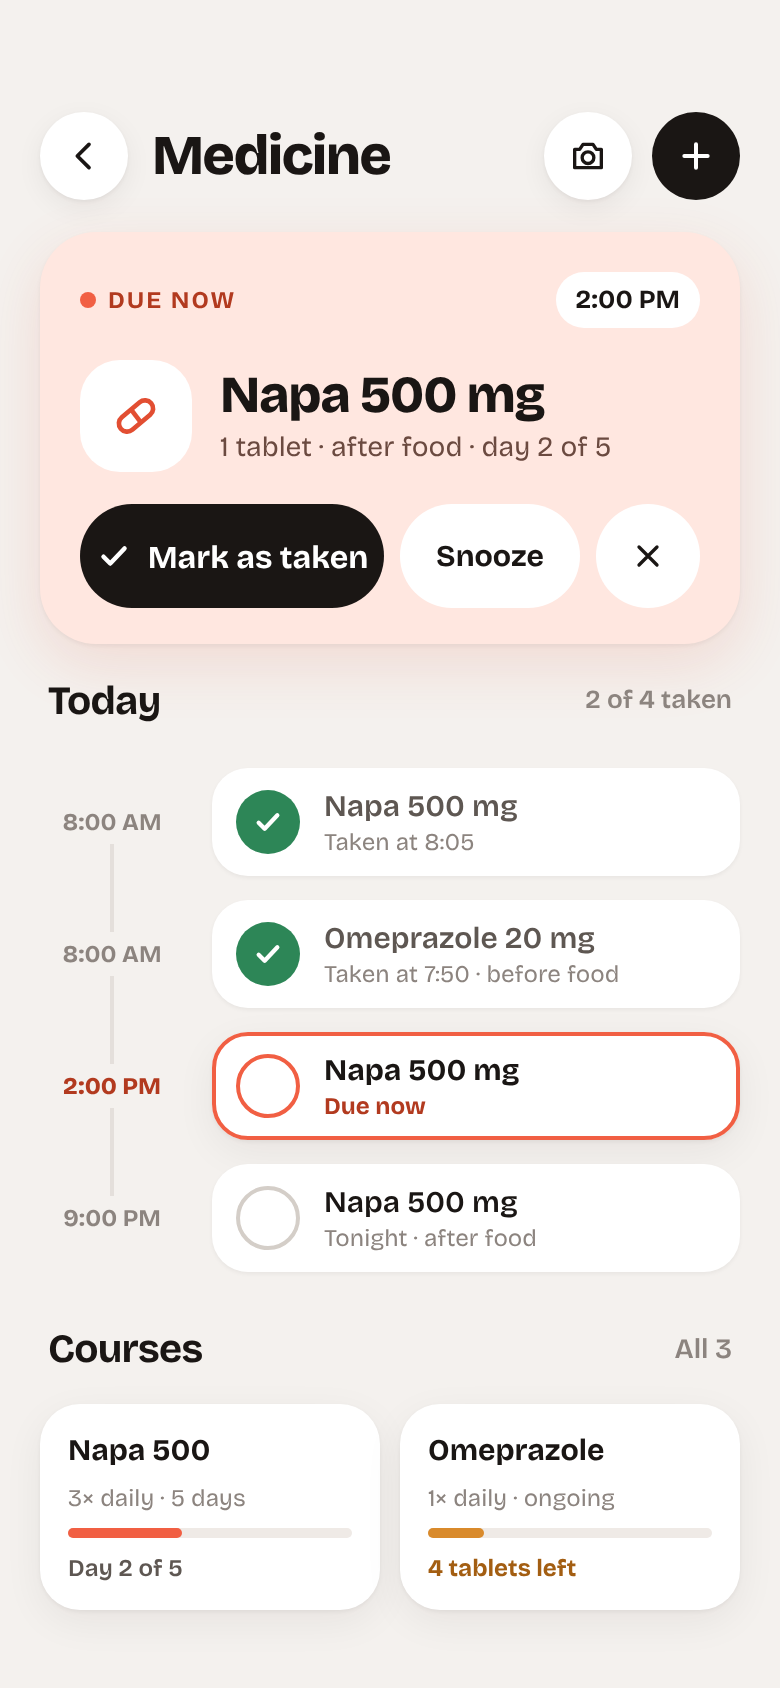 Medicine
DUE NOW
2:00 PM
Napa 500 mg
1 tablet · after food · day 2 of 5
Mark as taken
Snooze
Today
2 of 4 taken
8:00 AM
Napa 500 mg
Taken at 8:05
8:00 AM
Omeprazole 20 mg
Taken at 7:50 · before food
2:00 PM
Napa 500 mg
Due now
9:00 PM
Napa 500 mg
Tonight · after food
Courses
All 3
Napa 500
3× daily · 5 days
Day 2 of 5
Omeprazole
1× daily · ongoing
4 tablets left